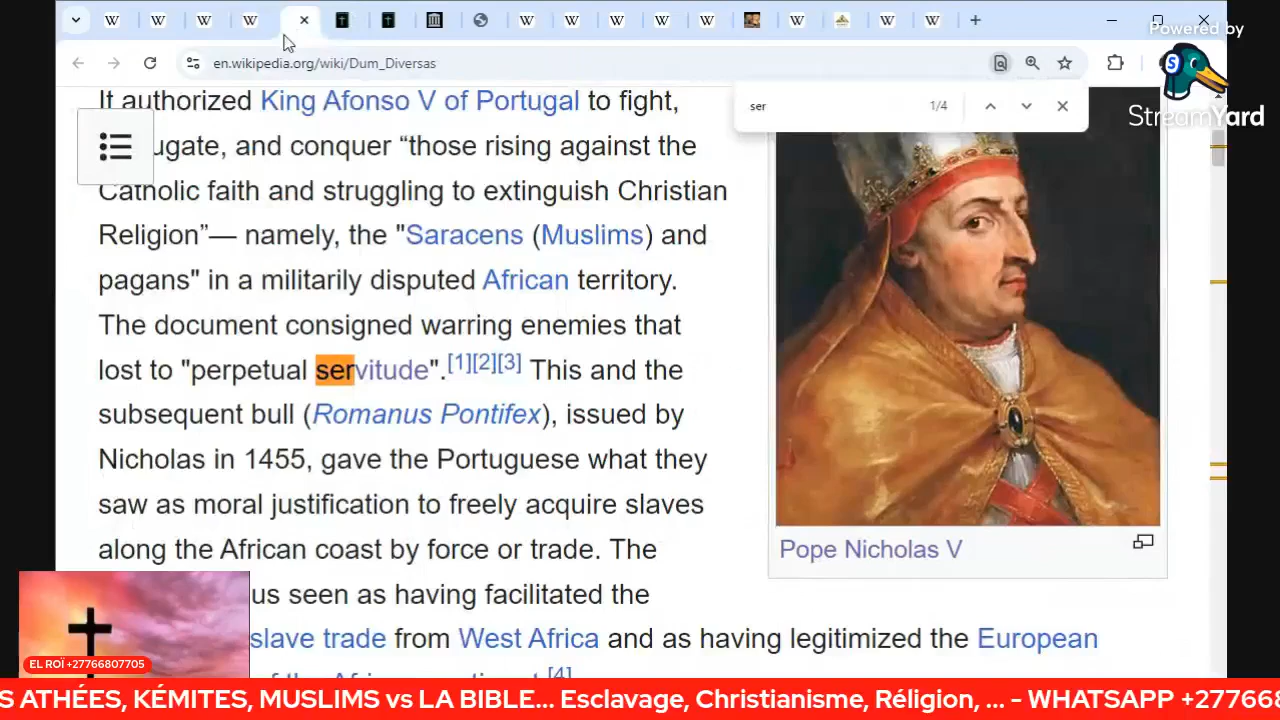 en.wikipedia.org/wiki/Dum_Diversas
Powered by
StreamYard
ser
1/4
It authorized King Afonso V of Portugal to fight,
ugate, and conquer “those rising against the
Catholic faith and struggling to extinguish Christian
Religion”— namely, the "Saracens (Muslims) and
pagans" in a militarily disputed African territory.
The document consigned warring enemies that
lost to "perpetual servitude".[1][2][3] This and the
subsequent bull (Romanus Pontifex), issued by
Nicholas in 1455, gave the Portuguese what they
saw as moral justification to freely acquire slaves
along the African coast by force or trade. The
us seen as having facilitated the
slave trade from West Africa and as having legitimized the European
[4]
Pope Nicholas V
EL ROÏ +27766807705
S ATHÉES, KÉMITES, MUSLIMS vs LA BIBLE... Esclavage, Christianisme, Réligion, ... - WHATSAPP +27766